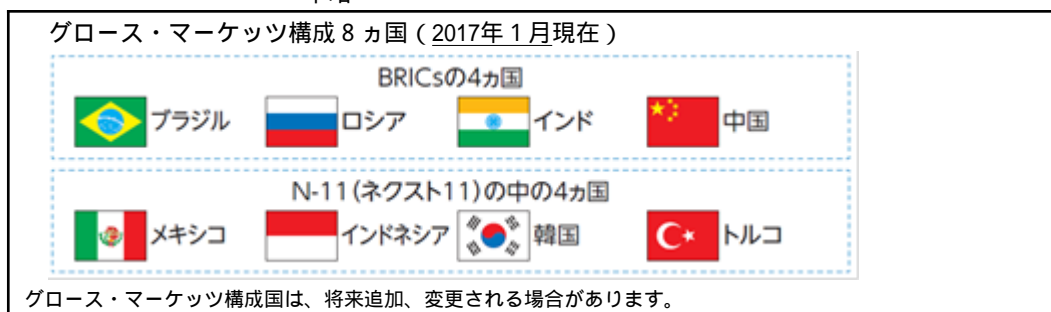 グロース・マーケッツ構成８ヵ国（2017年１月現在）
BRICsの4ヵ国
ブラジル ロシア インド 中国
N-11(ネクスト11)の中の4ヵ国
メキシコ インドネシア 韓国 トルコ
グロース・マーケッツ構成国は、将来追加、変更される場合があります。